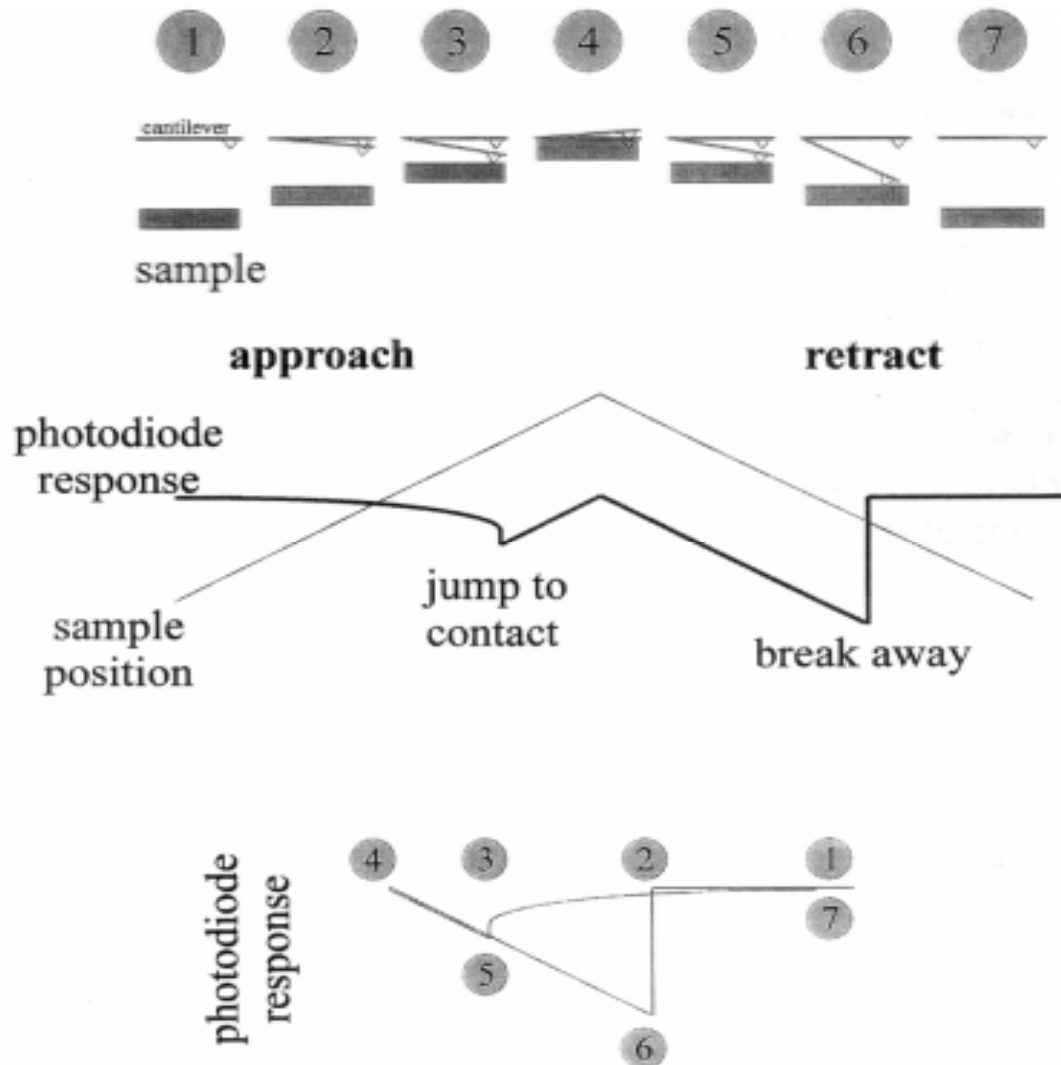 1 2 3 4 5 6 7
cantilever
sample
approach retract
photodiode
response
jump to
contact
sample
position
break away
4 3 2 1
7
5
6
photodiode
response